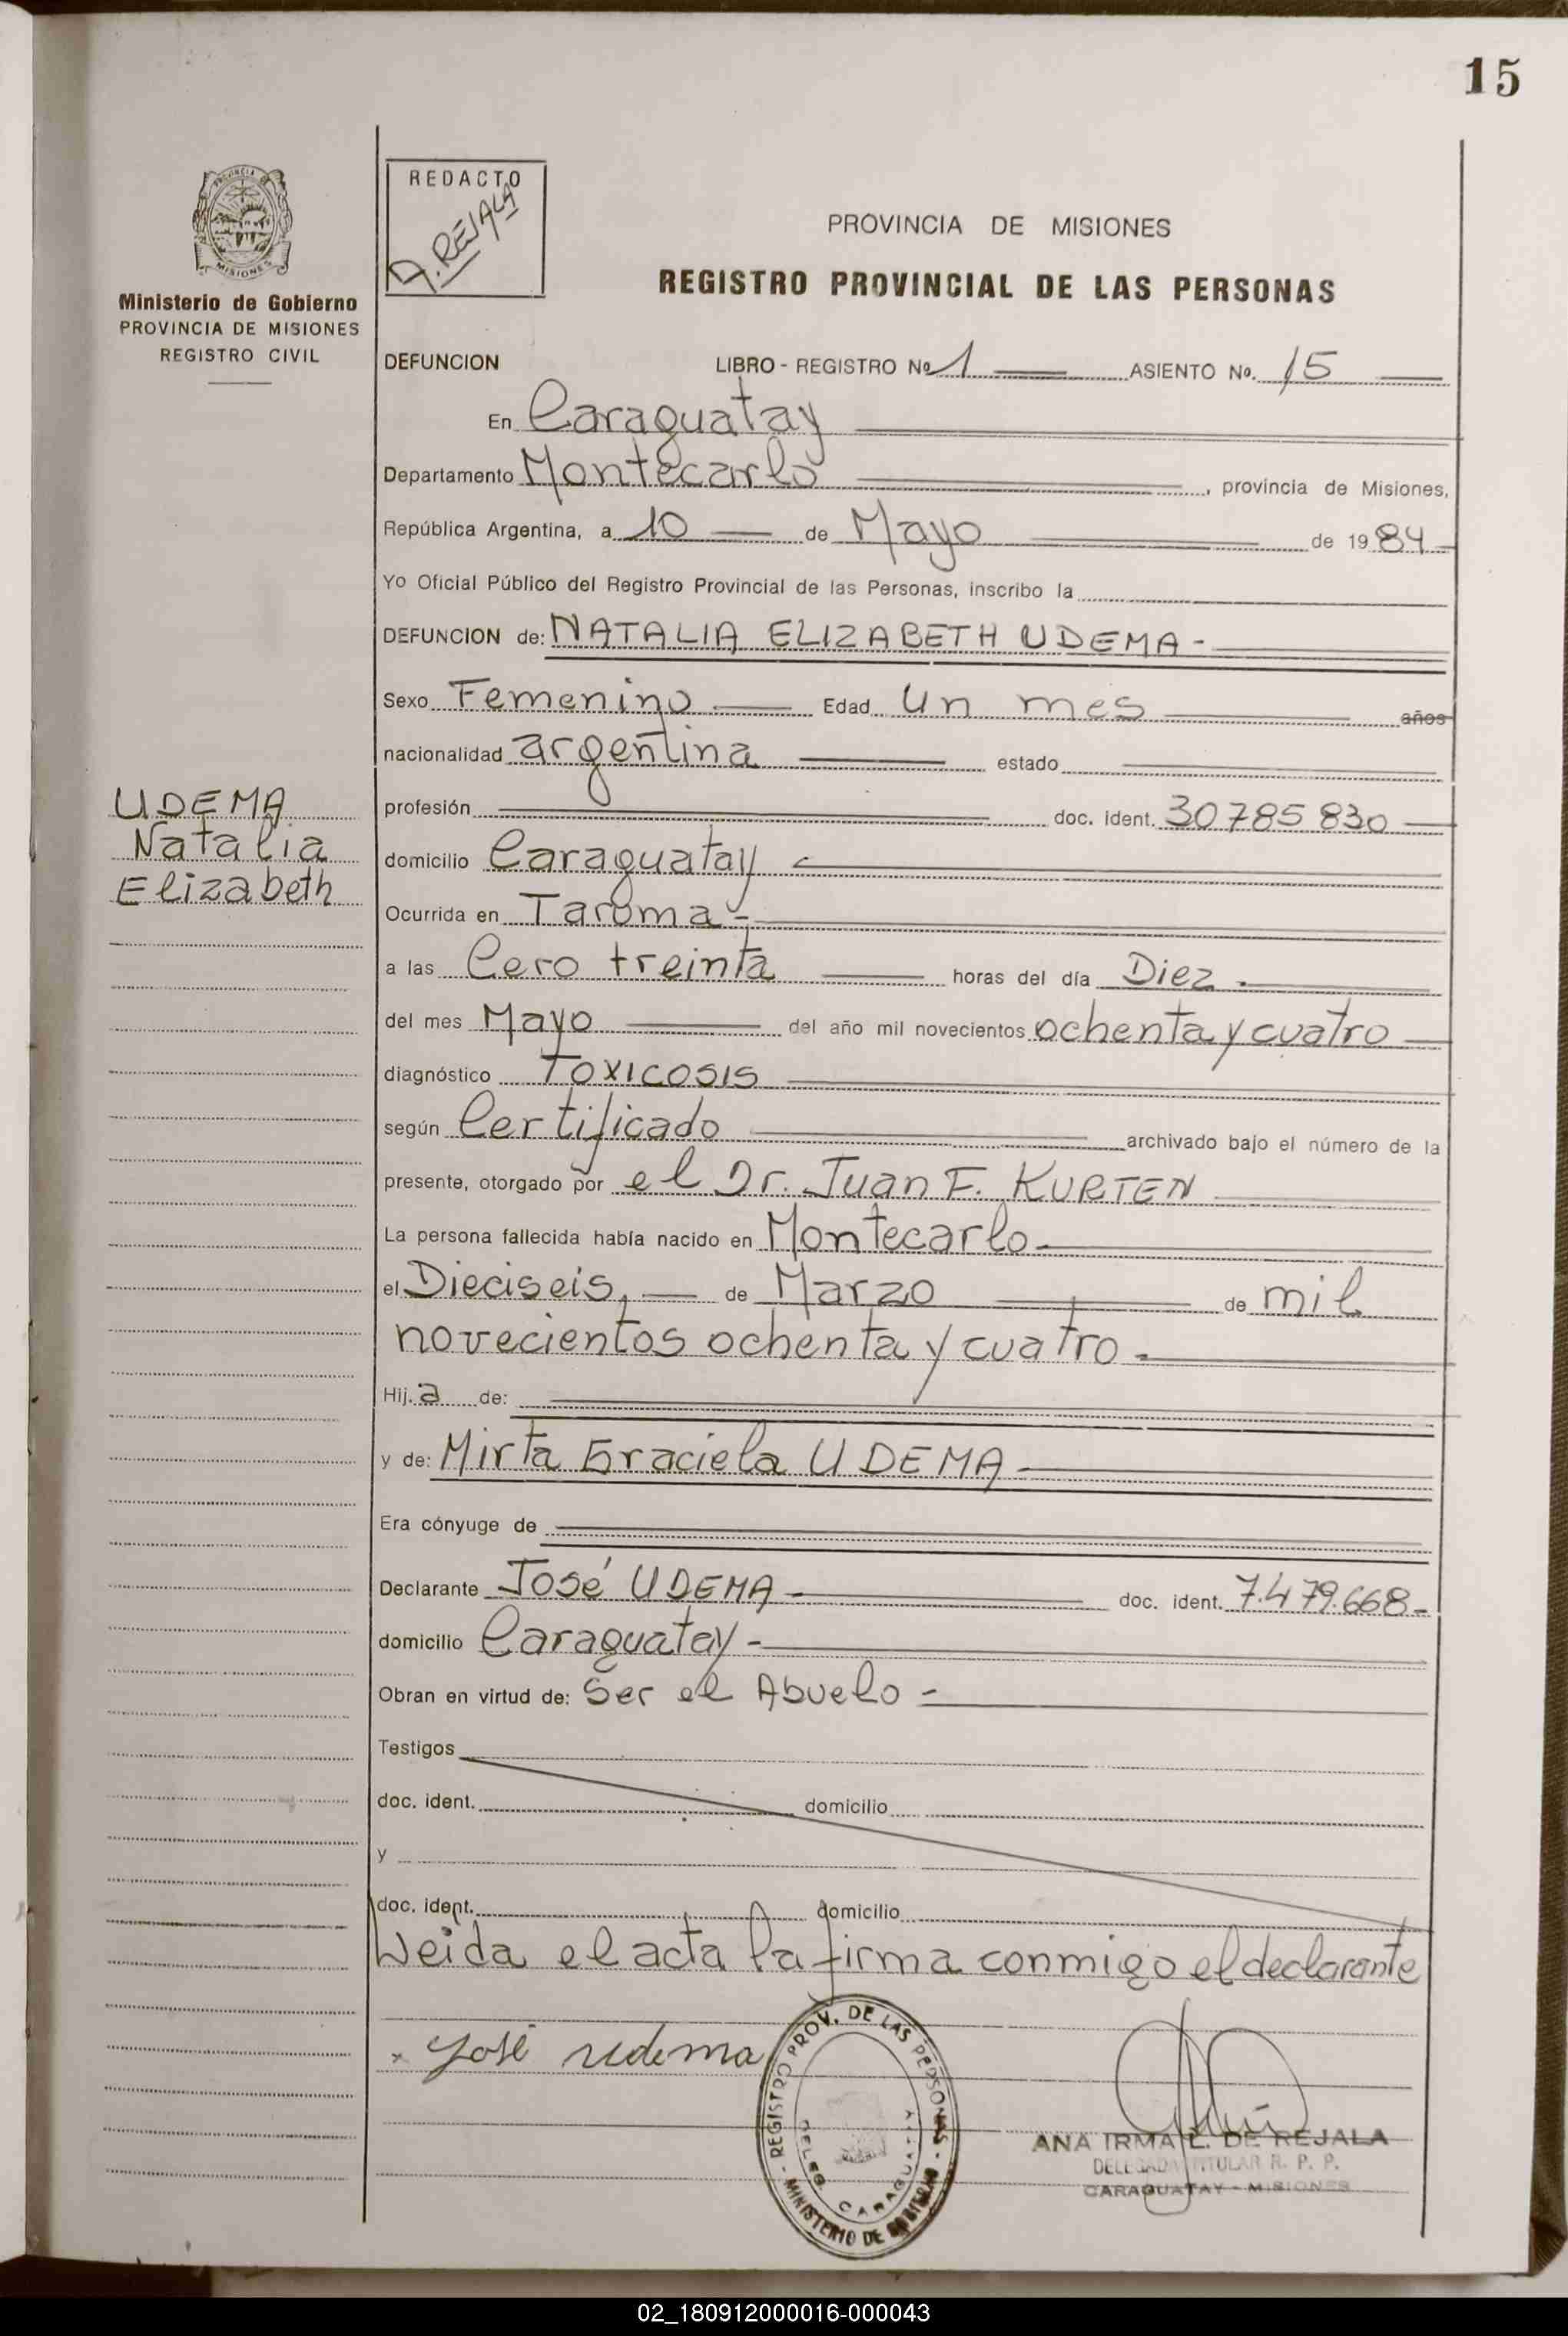 15
REDACTO
A. REJALA
PROVINCIA DE MISIONES
REGISTRO PROVINCIAL DE LAS PERSONAS
MISIONES
Ministerio de Gobierno
PROVINCIA DE MISIONES
REGISTRO CIVIL
DEFUNCION LIBRO - REGISTRO Nº 1 ASIENTO Nº. 15
En Caraguatay
Departamento Montecarlo, provincia de Misiones,
República Argentina, a 10 de Mayo de 1984
Yo Oficial Público del Registro Provincial de las Personas, inscribo la
DEFUNCION de: NATALIA ELIZABETH UDEMA -
Sexo Femenino Edad un mes años
nacionalidad argentina estado
UDEMA
Natalia
Elizabeth
profesión doc. ident. 30785830
domicilio Caraguatay
Ocurrida en Taruma -
a las Cero treinta horas del día Diez.
del mes Mayo del año mil novecientos ochenta y cuatro
diagnóstico TOXICOSIS
según Certificado archivado bajo el número de la
presente, otorgado por el Dr. Juan F. KURTEN
La persona fallecida había nacido en Montecarlo -
el Dieciseis, de Marzo de mil
novecientos ochenta y cuatro -
Hij.a de:
y de: Mirta Graciela UDEMA
Era cónyuge de
Declarante José UDEMA - doc. ident. 7.479.668-
domicilio Caraguatay -
Obran en virtud de: Ser el Abuelo -
Testigos
doc. ident. domicilio
y
doc. ident. domicilio
Leida el acta la firma conmigo el declarante
x José udema
REGISTRO PROV. DE LAS PERSONAS - MINISTERIO DE GOBIERNO -
DELEG. CARAGUATAY
ANA IRMA L. DE REJALA
DELEGADA TITULAR R. P. P.
CARAGUATAY - MISIONES
02_180912000016-000043